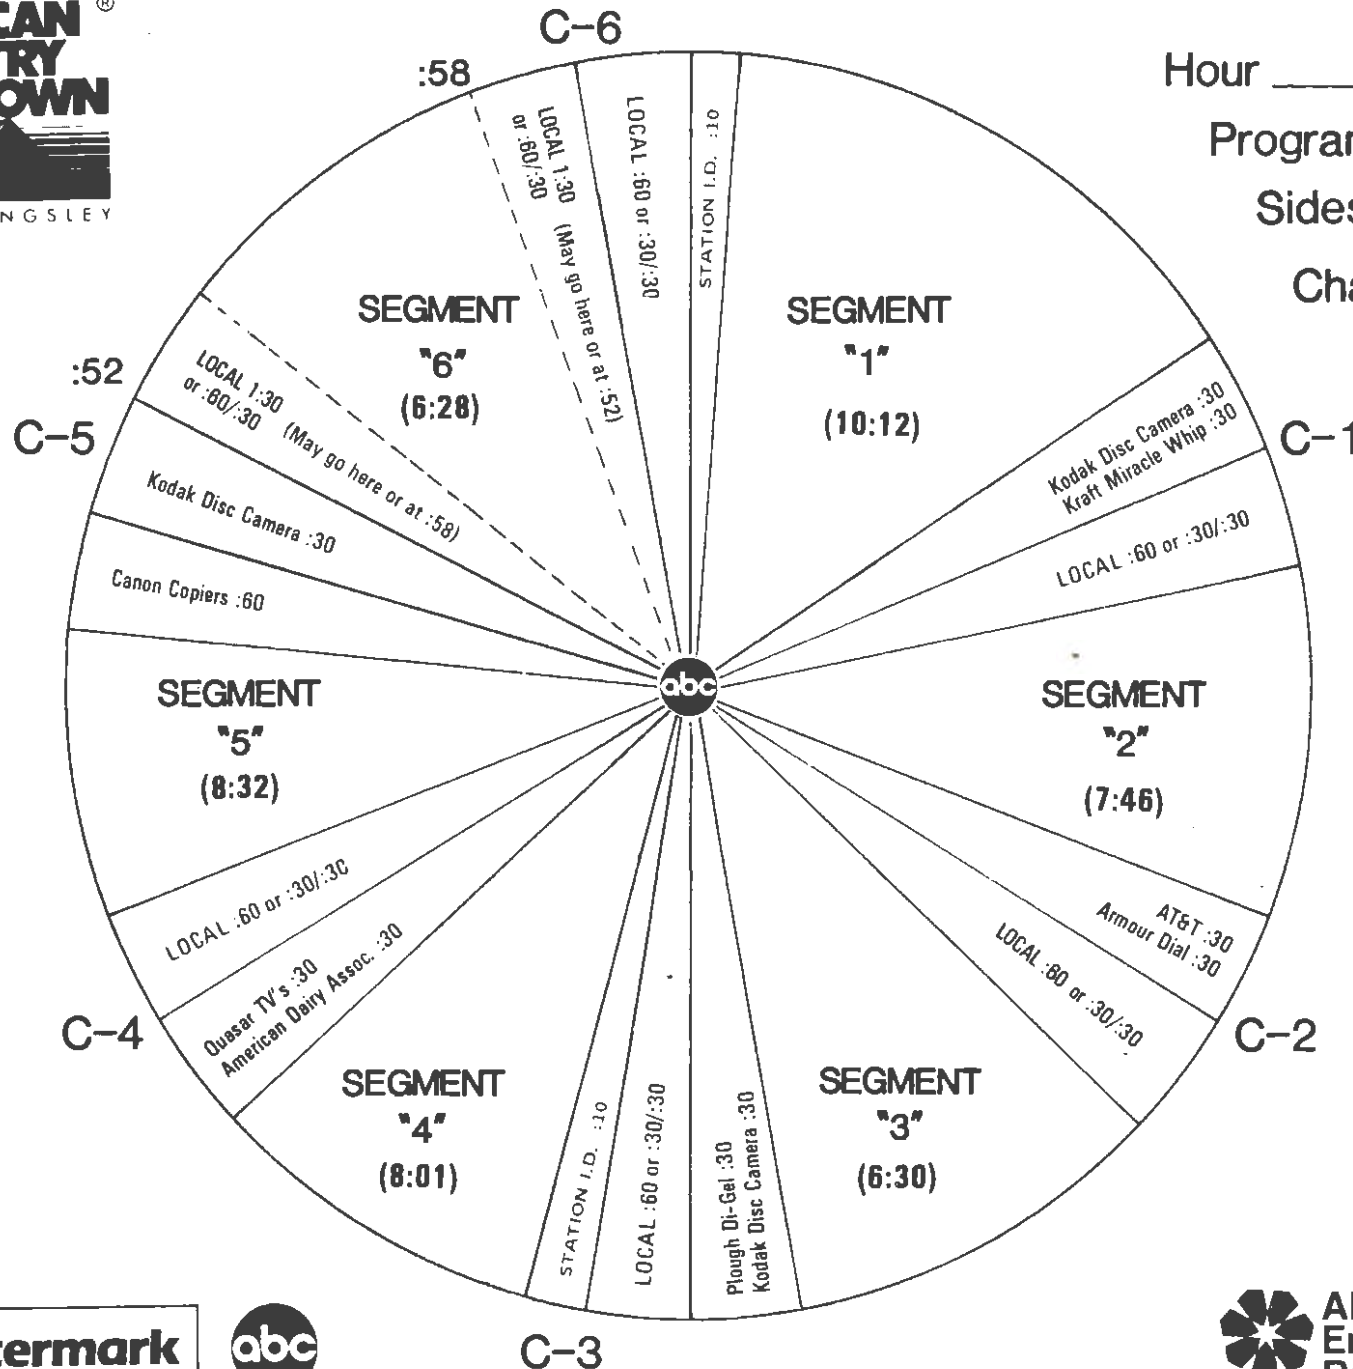 ®
NGSLEY
C-6
:58
Hour
LOCAL 1:30 (May go here or at :52)
or :60/:30
LOCAL :60 or :30/:30
STATION I.D. :10
SEGMENT
"1"
(10:12)
Kodak Disc Camera :30
Kraft Miracle Whip :30
C-1
LOCAL :60 or :30/:30
SEGMENT
"2"
(7:46)
AT&T :30
Armour Dial :30
C-2
LOCAL :60 or :30/:30
SEGMENT
"3"
(6:30)
Plough Di-Gel :30
Kodak Disc Camera :30
C-3
LOCAL :60 or :30/:30
STATION I.D. :10
SEGMENT
"4"
(8:01)
Quasar TV's :30
American Dairy Assoc. :30
C-4
LOCAL :60 or :30/:30
SEGMENT
"5"
(8:32)
Canon Copiers :60
Kodak Disc Camera :30
C-5
:52
LOCAL 1:30 (May go here or at :58)
or :60/:30
SEGMENT
"6"
(6:28)
abc
termark
abc